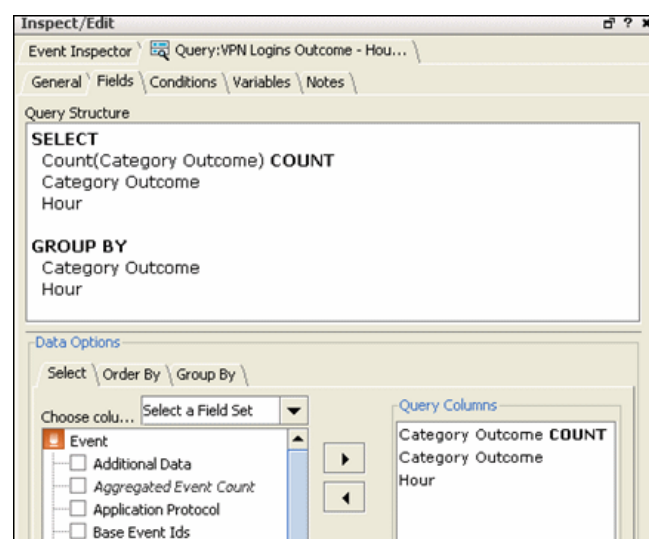 Inspect/Edit
Event Inspector Query:VPN Logins Outcome - Hou...
General Fields Conditions Variables Notes
Query Structure
SELECT
Count(Category Outcome) COUNT
Category Outcome
Hour
GROUP BY
Category Outcome
Hour
Data Options
Select Order By Group By
Choose colu... Select a Field Set
Event
Additional Data
Aggregated Event Count
Application Protocol
Base Event Ids
Query Columns
Category Outcome COUNT
Category Outcome
Hour